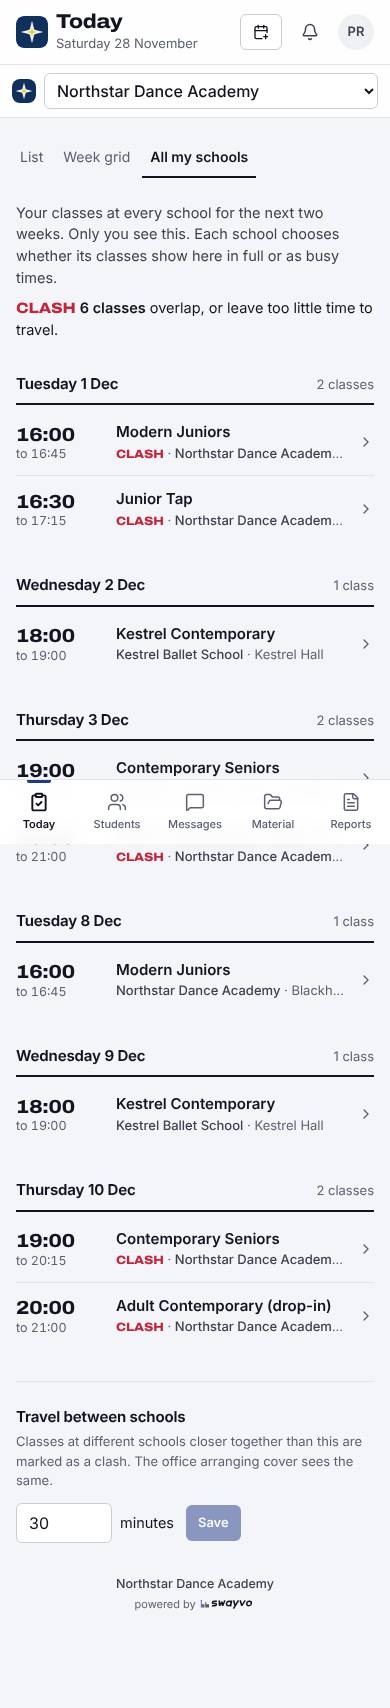 Today
Saturday 28 November
PR
Northstar Dance Academy
List Week grid All my schools
Your classes at every school for the next two
weeks. Only you see this. Each school chooses
whether its classes show here in full or as busy
times.
CLASH 6 classes overlap, or leave too little time to
travel.
Tuesday 1 Dec 2 classes
16:00 Modern Juniors
to 16:45 CLASH · Northstar Dance Academ...
16:30 Junior Tap
to 17:15 CLASH · Northstar Dance Academ...
Wednesday 2 Dec 1 class
18:00 Kestrel Contemporary
to 19:00 Kestrel Ballet School · Kestrel Hall
Thursday 3 Dec 2 classes
19:00 Contemporary Seniors
Today Students Messages Material Reports
to 21:00 CLASH · Northstar Dance Academ...
Tuesday 8 Dec 1 class
16:00 Modern Juniors
to 16:45 Northstar Dance Academy · Blackh...
Wednesday 9 Dec 1 class
18:00 Kestrel Contemporary
to 19:00 Kestrel Ballet School · Kestrel Hall
Thursday 10 Dec 2 classes
19:00 Contemporary Seniors
to 20:15 CLASH · Northstar Dance Academ...
20:00 Adult Contemporary (drop-in)
to 21:00 CLASH · Northstar Dance Academ...
Travel between schools
Classes at different schools closer together than this are
marked as a clash. The office arranging cover sees the
same.
30 minutes Save
Northstar Dance Academy
powered by swayvo